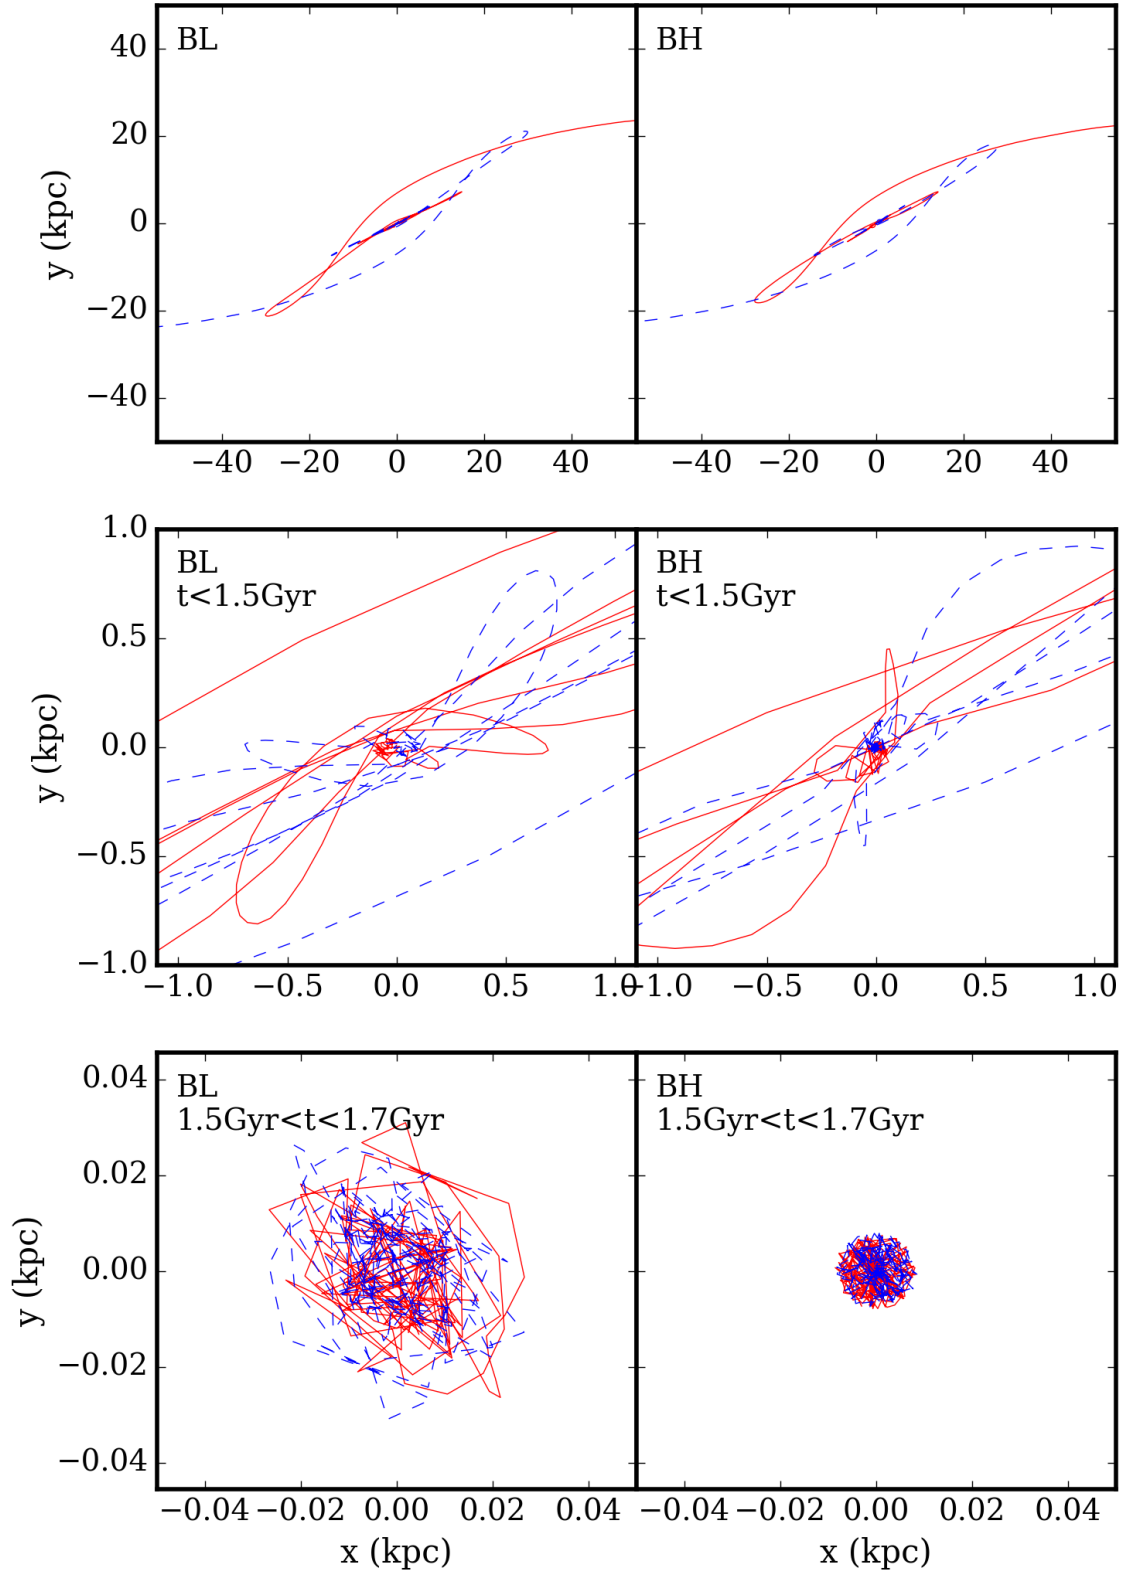 BL
BH
40
20
0
−20
−40
y (kpc)
−40 −20 0 20 40
−40 −20 0 20 40
BL
t<1.5Gyr
BH
t<1.5Gyr
1.0
0.5
0.0
−0.5
−1.0
y (kpc)
−1.0 −0.5 0.0 0.5 1.0
−1.0 −0.5 0.0 0.5 1.0
BL
1.5Gyr<t<1.7Gyr
BH
1.5Gyr<t<1.7Gyr
0.04
0.02
0.00
−0.02
−0.04
y (kpc)
−0.04 −0.02 0.00 0.02 0.04
−0.04 −0.02 0.00 0.02 0.04
x (kpc)
x (kpc)